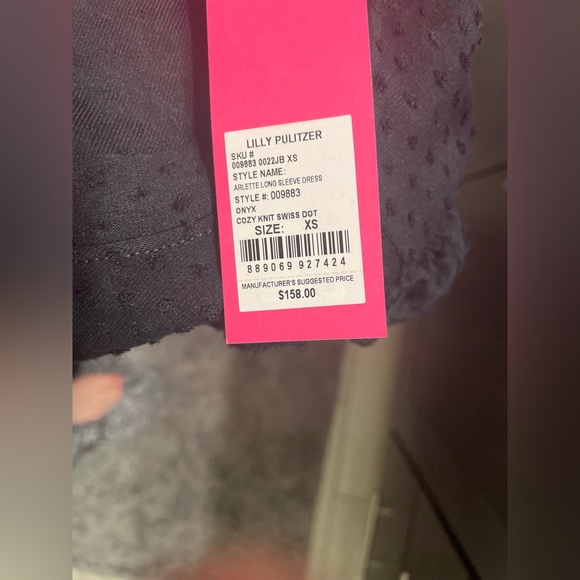 LILLY PULITZER
SKU #
009883 0022JB XS
STYLE NAME:
ARLETTE LONG SLEEVE DRESS
STYLE #: 009883
ONYX
COZY KNIT SWISS DOT
SIZE: XS
889069 927424
MANUFACTURER'S SUGGESTED PRICE
$158.00